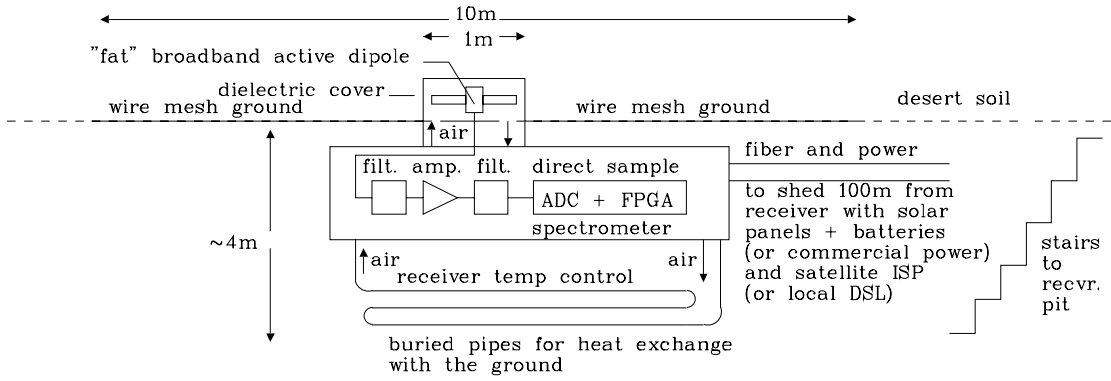 10m
1m
"fat" broadband active dipole
dielectric cover
wire mesh ground
wire mesh ground
desert soil
air
fiber and power
filt. amp. filt. direct sample
ADC + FPGA
spectrometer
to shed 100m from
receiver with solar
panels + batteries
(or commercial power)
and satellite ISP
(or local DSL)
~4m
air
air
receiver temp control
stairs
to
recvr.
pit
buried pipes for heat exchange
with the ground